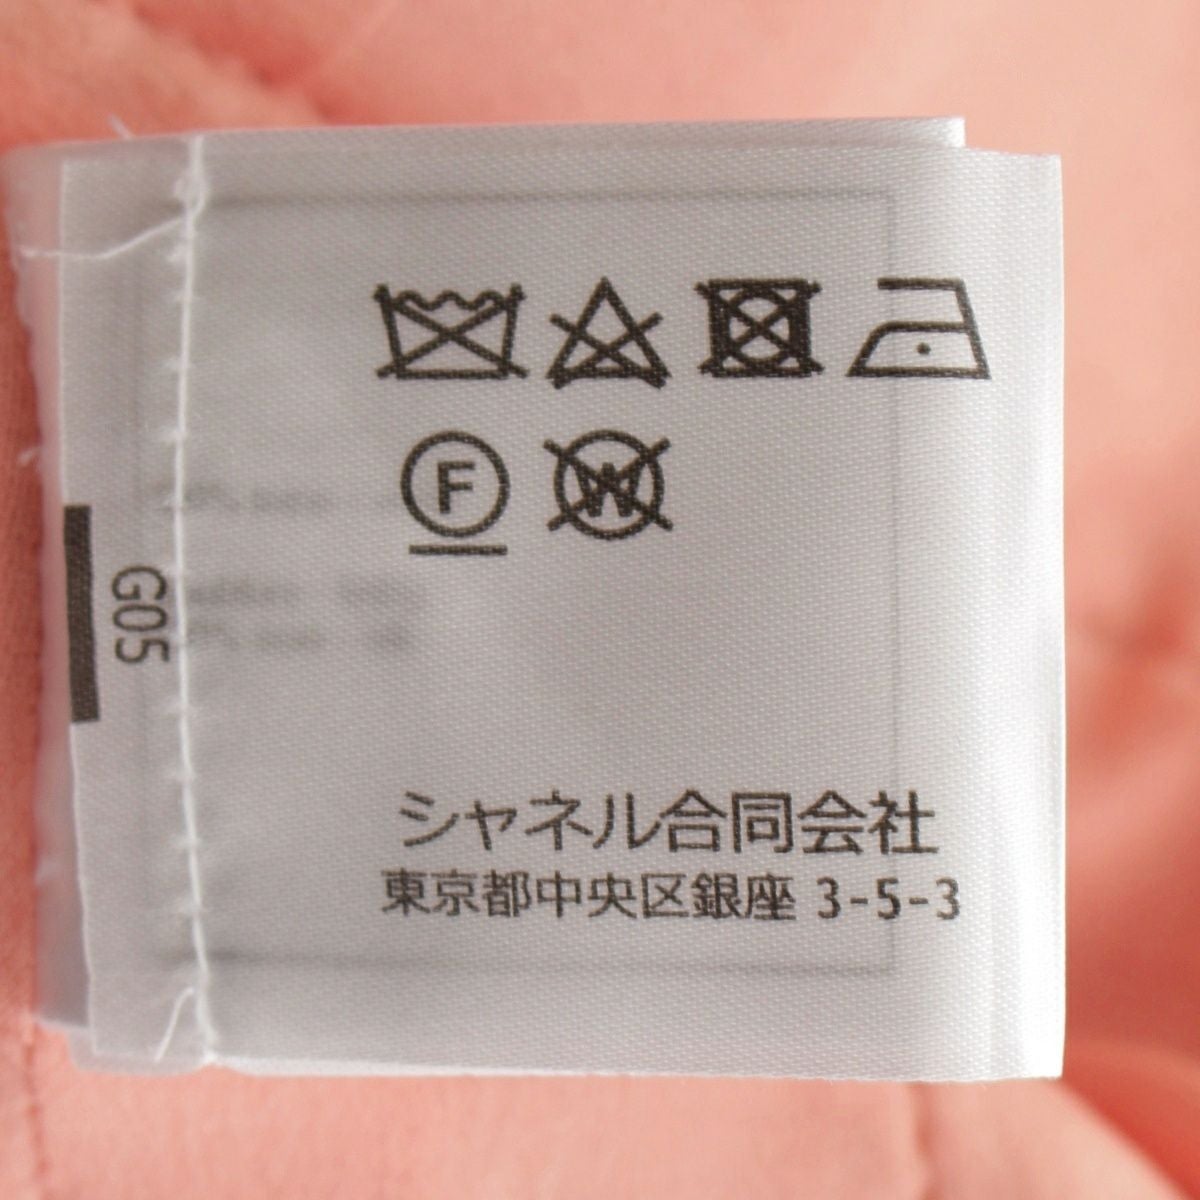 F W
G05
シャネル合同会社
東京都中央区銀座 3-5-3